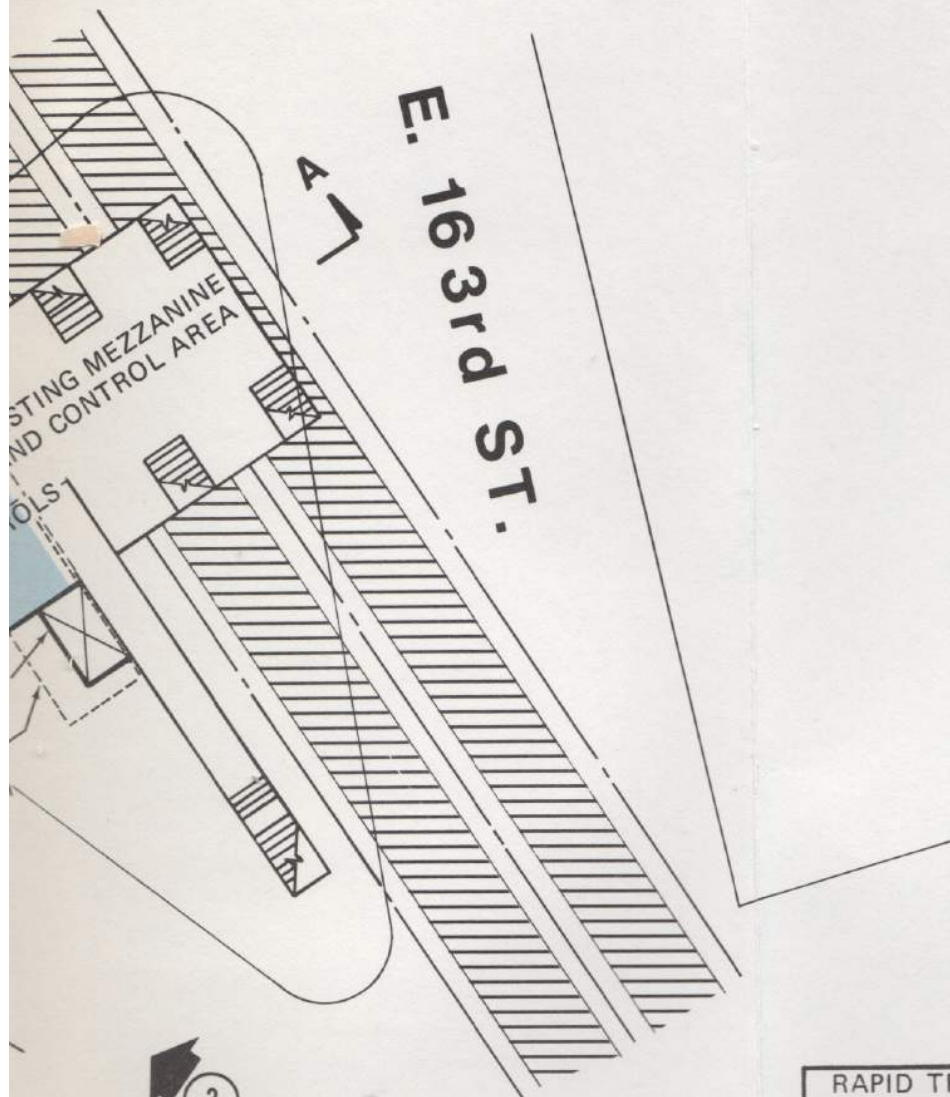 E. 163rd ST.
A
STING MEZZANINE
ND CONTROL AREA
OLS
2
RAPID T